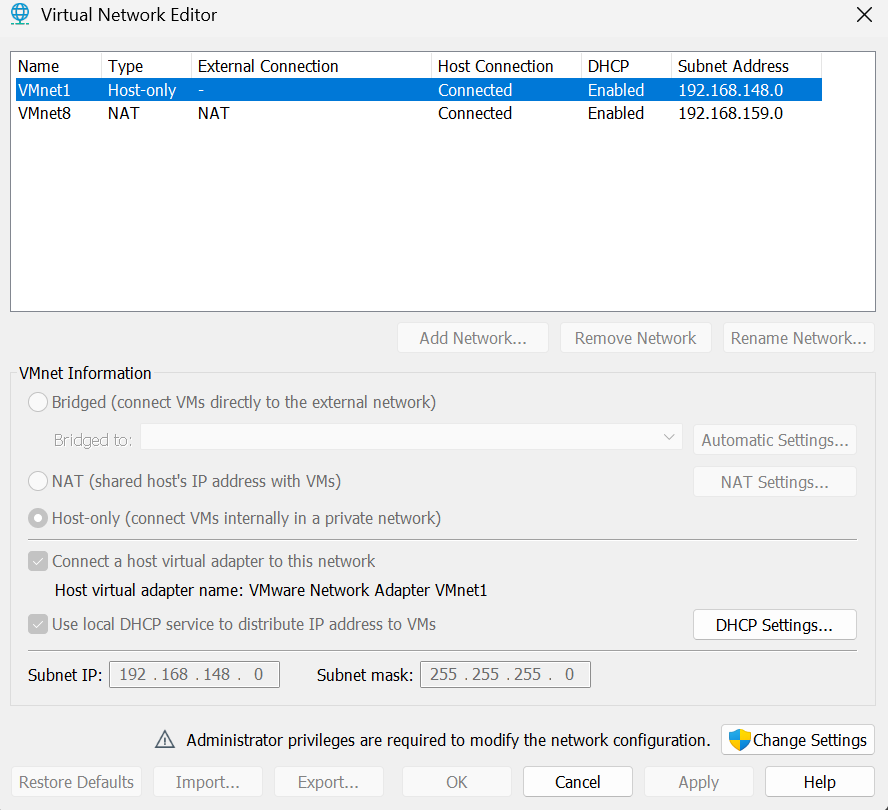 Virtual Network Editor
Name Type External Connection Host Connection DHCP Subnet Address
VMnet1 Host-only - Connected Enabled 192.168.148.0
VMnet8 NAT NAT Connected Enabled 192.168.159.0
Add Network... Remove Network Rename Network...
VMnet Information
Bridged (connect VMs directly to the external network)
Bridged to: Automatic Settings...
NAT (shared host's IP address with VMs) NAT Settings...
Host-only (connect VMs internally in a private network)
Connect a host virtual adapter to this network
Host virtual adapter name: VMware Network Adapter VMnet1
Use local DHCP service to distribute IP address to VMs DHCP Settings...
Subnet IP: 192 . 168 . 148 . 0 Subnet mask: 255 . 255 . 255 . 0
Administrator privileges are required to modify the network configuration. Change Settings
Restore Defaults Import... Export... OK Cancel Apply Help